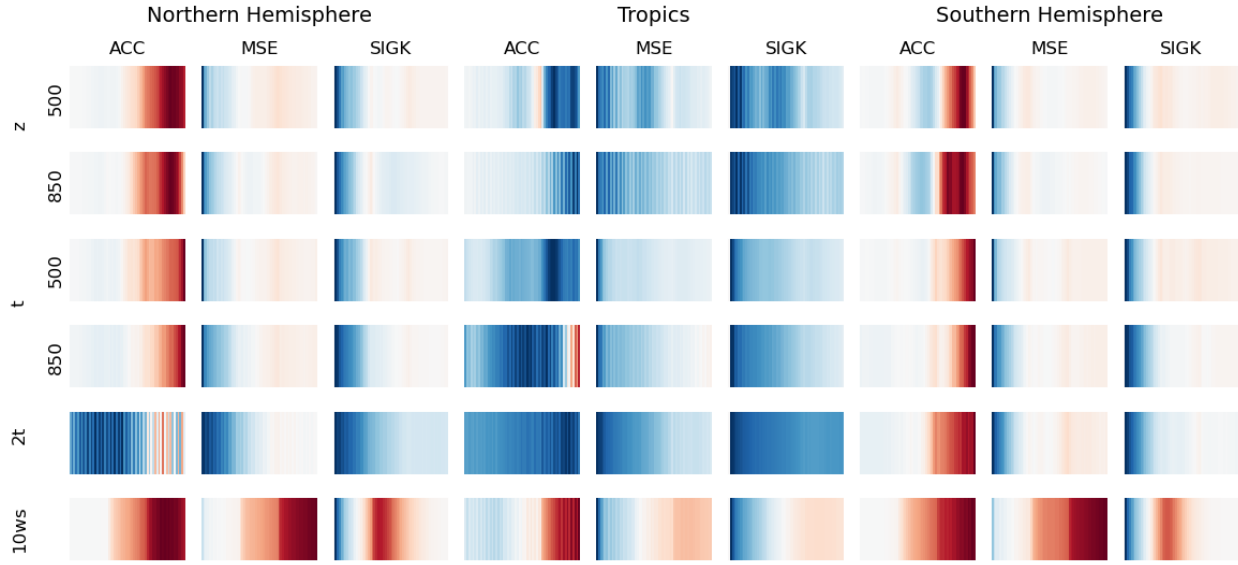 Northern Hemisphere Tropics Southern Hemisphere
ACC MSE SIGK ACC MSE SIGK ACC MSE SIGK
z
500
850
t
500
850
2t
10ws